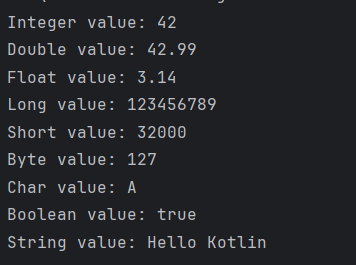 Integer value: 42
Double value: 42.99
Float value: 3.14
Long value: 123456789
Short value: 32000
Byte value: 127
Char value: A
Boolean value: true
String value: Hello Kotlin